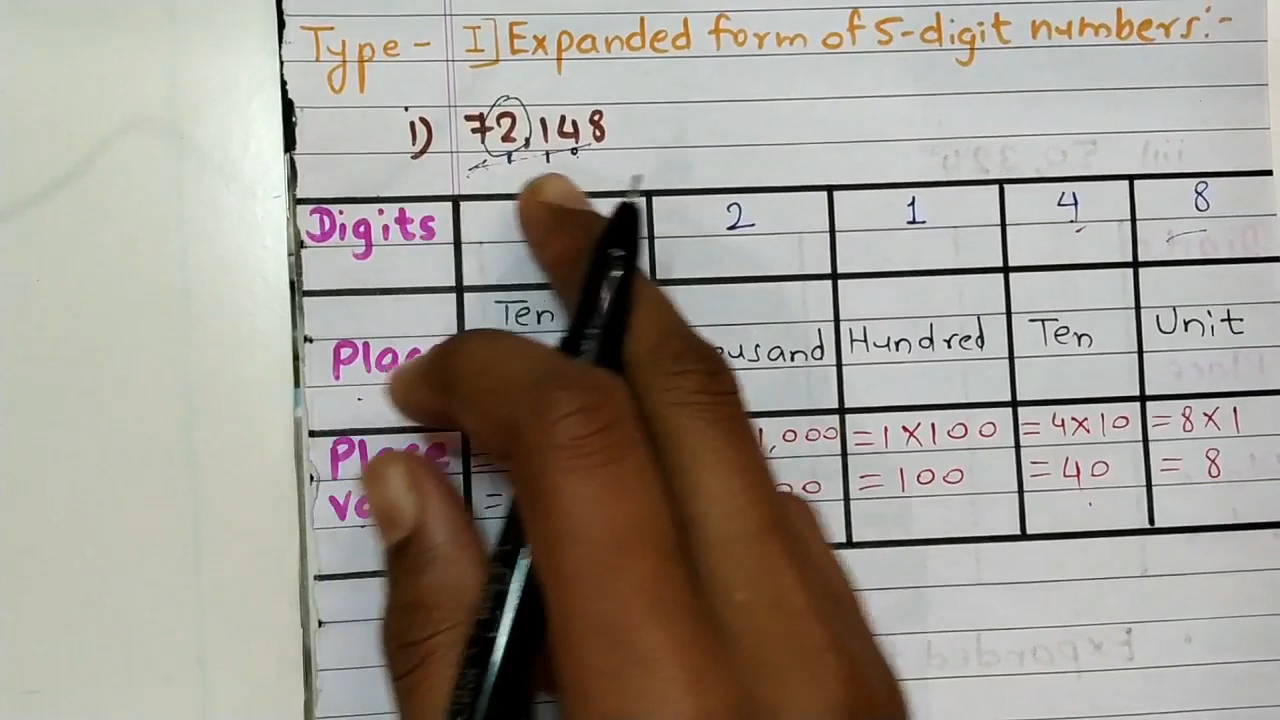 Type - I] Expanded form of 5-digit numbers:-
i) 72,148
Digits 2 1 4 8
Ten
Hundred Ten Unit
1,000 =1×100 =4×10 =8×1
= =100 =40 =8